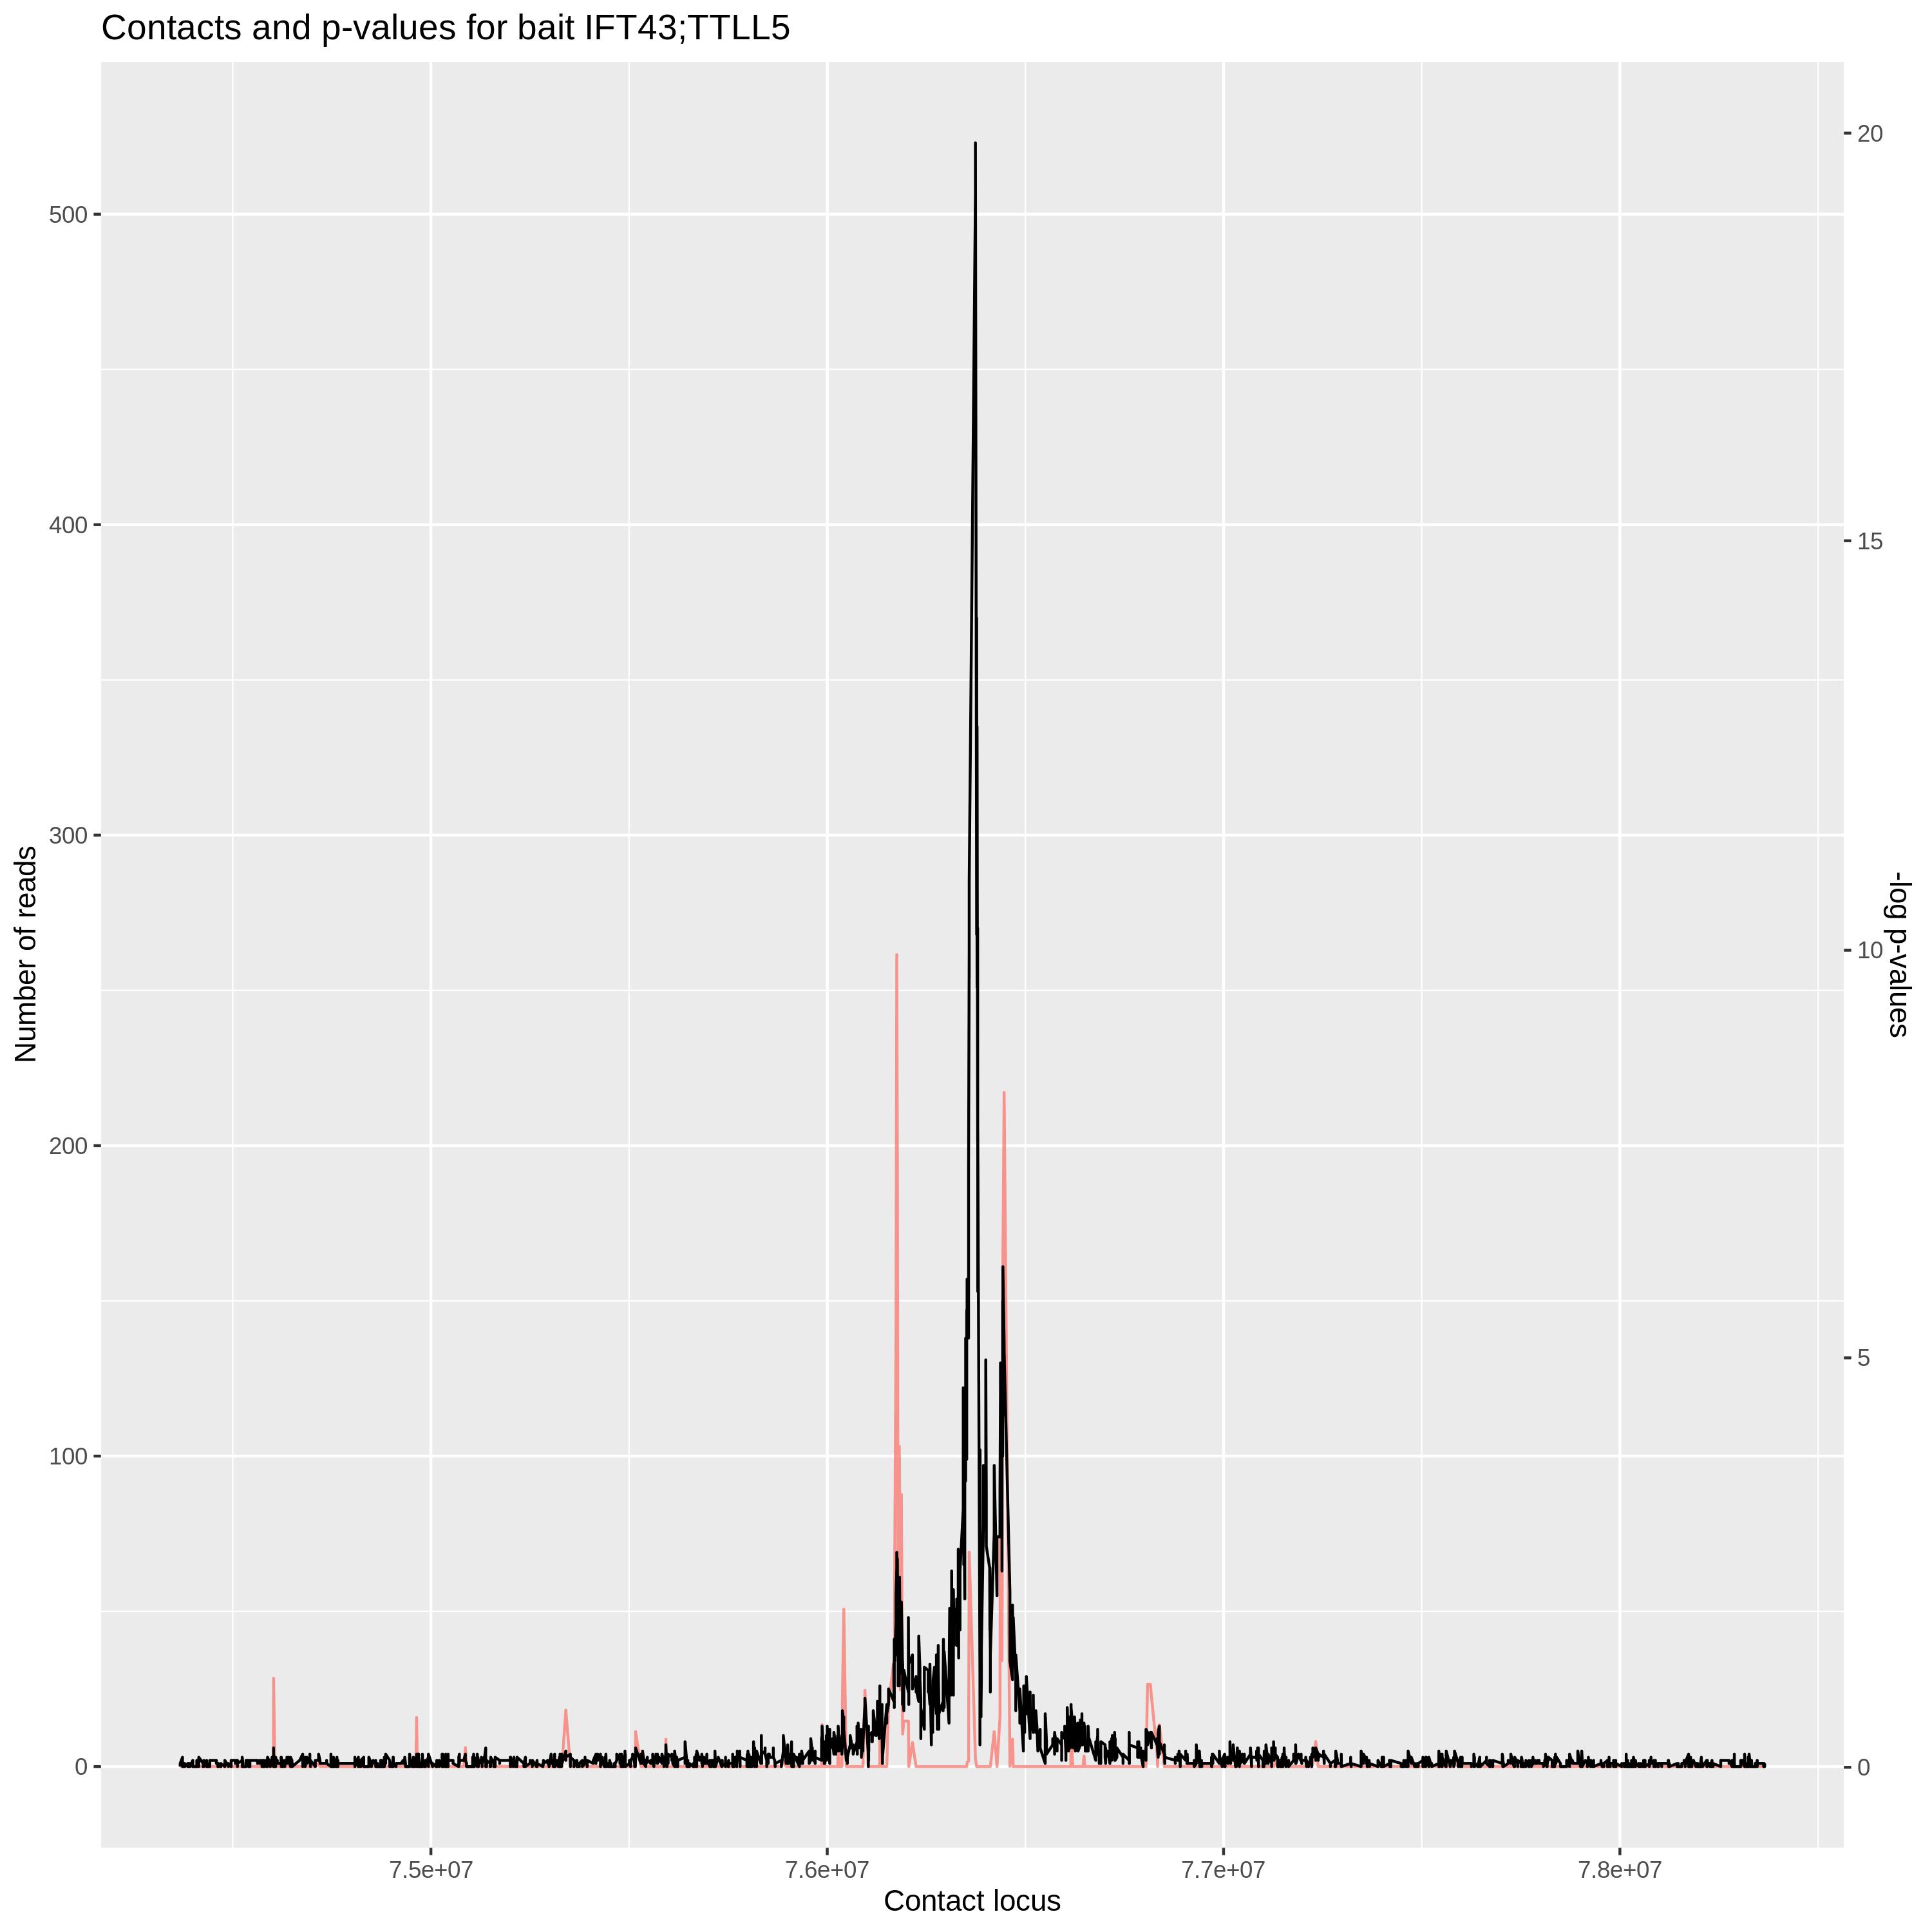 Contacts and p-values for bait IFT43;TTLL5
500
400
300
200
100
0
Number of reads
20
15
10
5
0
-log p-values
7.5e+07
7.6e+07
7.7e+07
7.8e+07
Contact locus